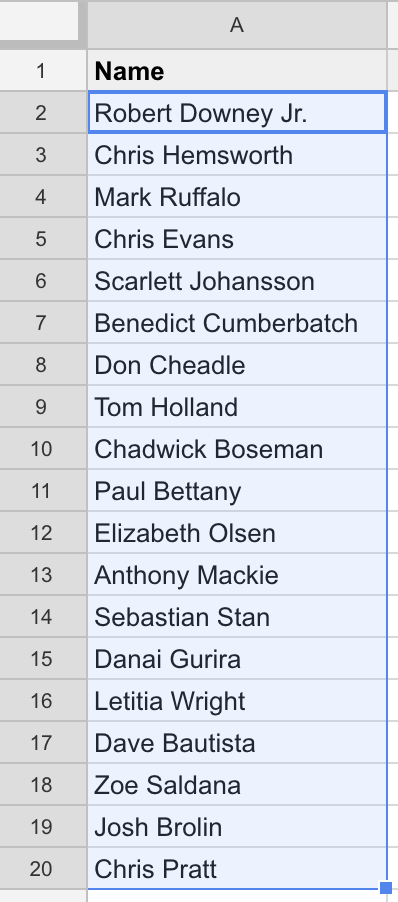 A
1 Name
2 Robert Downey Jr.
3 Chris Hemsworth
4 Mark Ruffalo
5 Chris Evans
6 Scarlett Johansson
7 Benedict Cumberbatch
8 Don Cheadle
9 Tom Holland
10 Chadwick Boseman
11 Paul Bettany
12 Elizabeth Olsen
13 Anthony Mackie
14 Sebastian Stan
15 Danai Gurira
16 Letitia Wright
17 Dave Bautista
18 Zoe Saldana
19 Josh Brolin
20 Chris Pratt